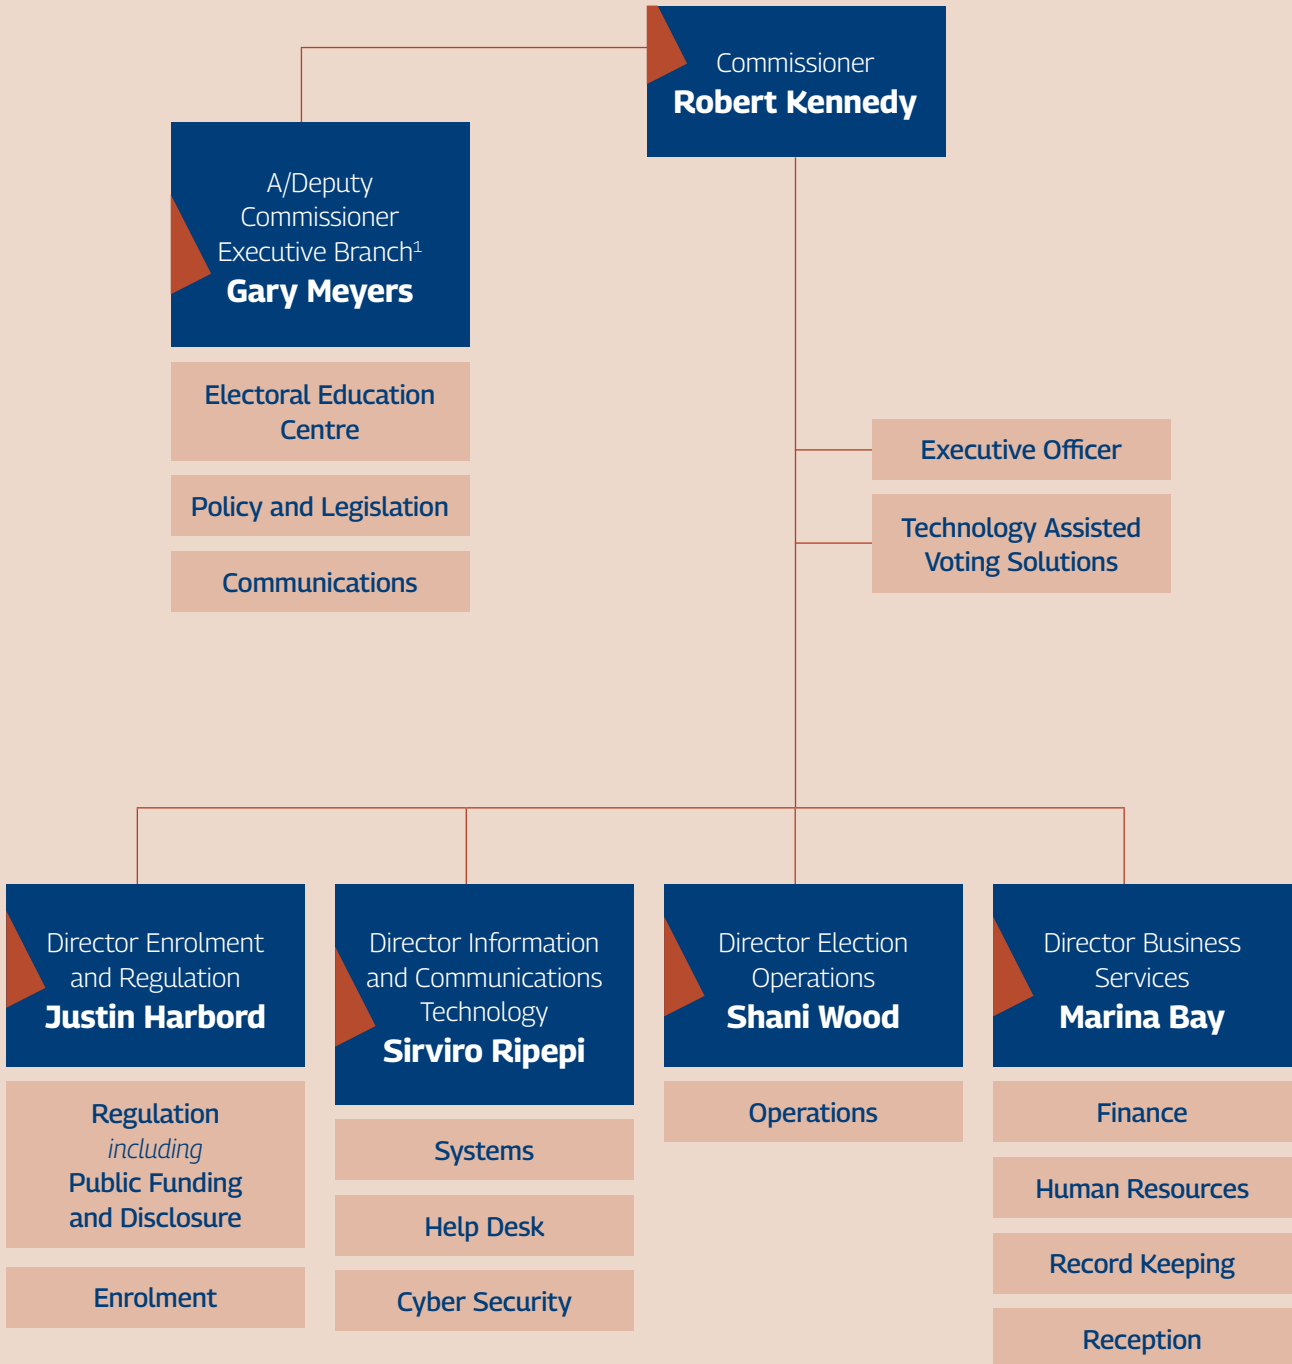 Commissioner
Robert Kennedy
A/Deputy
Commissioner
Executive Branch¹
Gary Meyers
Electoral Education
Centre
Policy and Legislation
Communications
Executive Officer
Technology Assisted
Voting Solutions
Director Enrolment
and Regulation
Justin Harbord
Regulation
including
Public Funding
and Disclosure
Enrolment
Director Information
and Communications
Technology
Sirviro Ripepi
Systems
Help Desk
Cyber Security
Director Election
Operations
Shani Wood
Operations
Director Business
Services
Marina Bay
Finance
Human Resources
Record Keeping
Reception